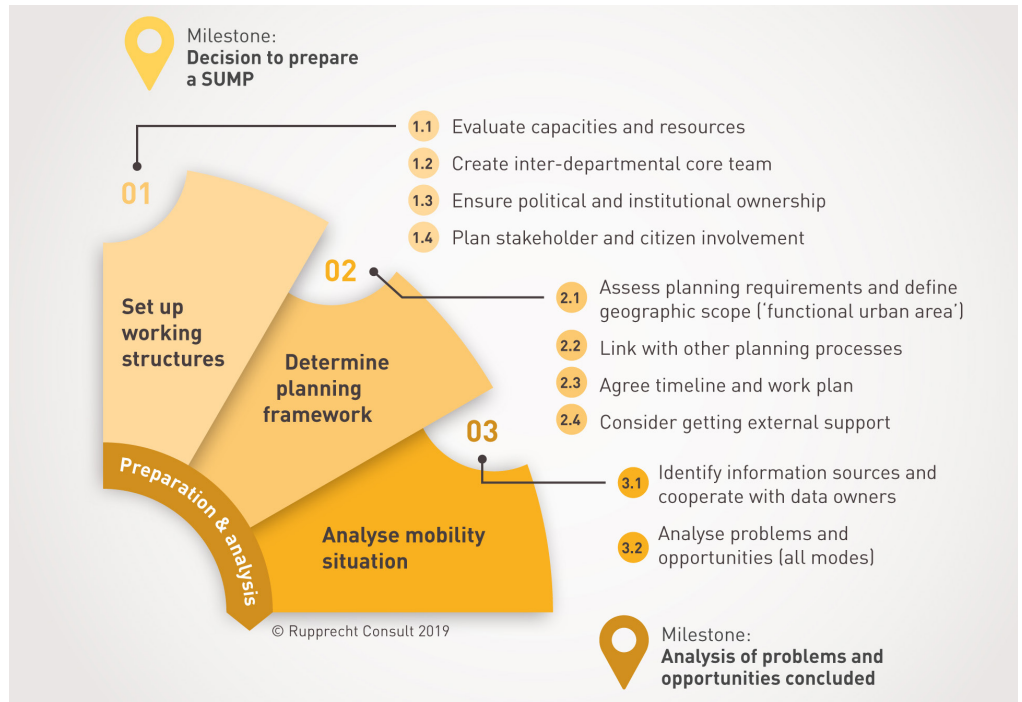 Milestone:
Decision to prepare
a SUMP
01
1.1 Evaluate capacities and resources
1.2 Create inter-departmental core team
1.3 Ensure political and institutional ownership
1.4 Plan stakeholder and citizen involvement
Set up
working
structures
02
2.1 Assess planning requirements and define
geographic scope (‘functional urban area’)
2.2 Link with other planning processes
2.3 Agree timeline and work plan
2.4 Consider getting external support
Determine
planning
framework
03
3.1 Identify information sources and
cooperate with data owners
3.2 Analyse problems and
opportunities (all modes)
Analyse mobility
situation
Preparation & analysis
© Rupprecht Consult 2019
Milestone:
Analysis of problems and
opportunities concluded